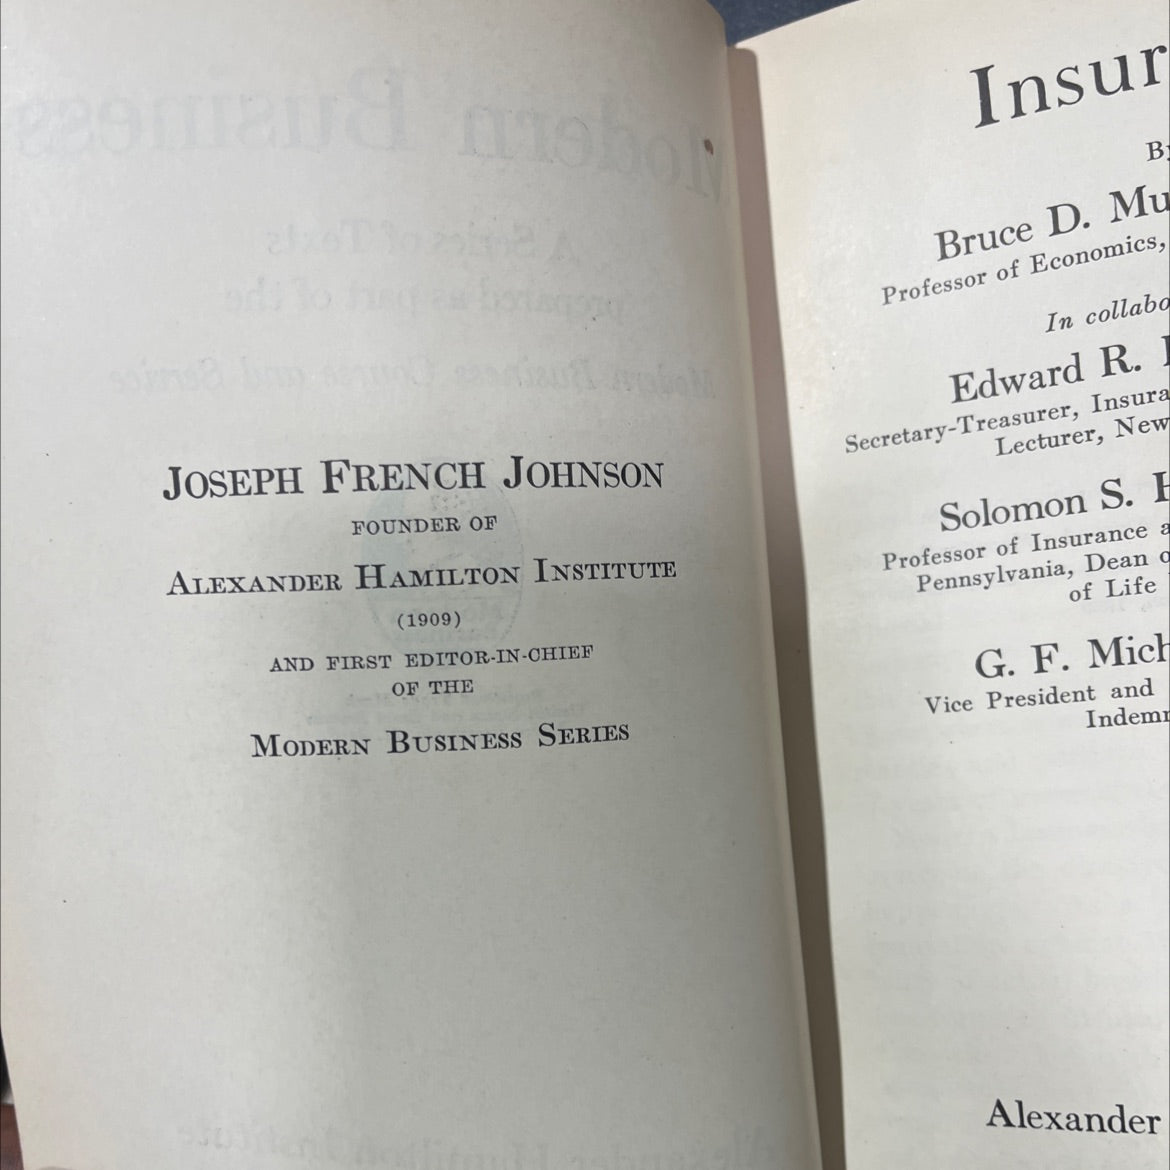 JOSEPH FRENCH JOHNSON
FOUNDER OF
ALEXANDER HAMILTON INSTITUTE
(1909)
AND FIRST EDITOR-IN-CHIEF
OF THE
MODERN BUSINESS SERIES
Insur
By
Bruce D. Mu
Professor of Economics,
In collabo
Edward R.
Secretary-Treasurer, Insura
Lecturer, New
Solomon S. H
Professor of Insurance a
Pennsylvania, Dean o
of Life
G. F. Mich
Vice President and
Indemn
Alexander